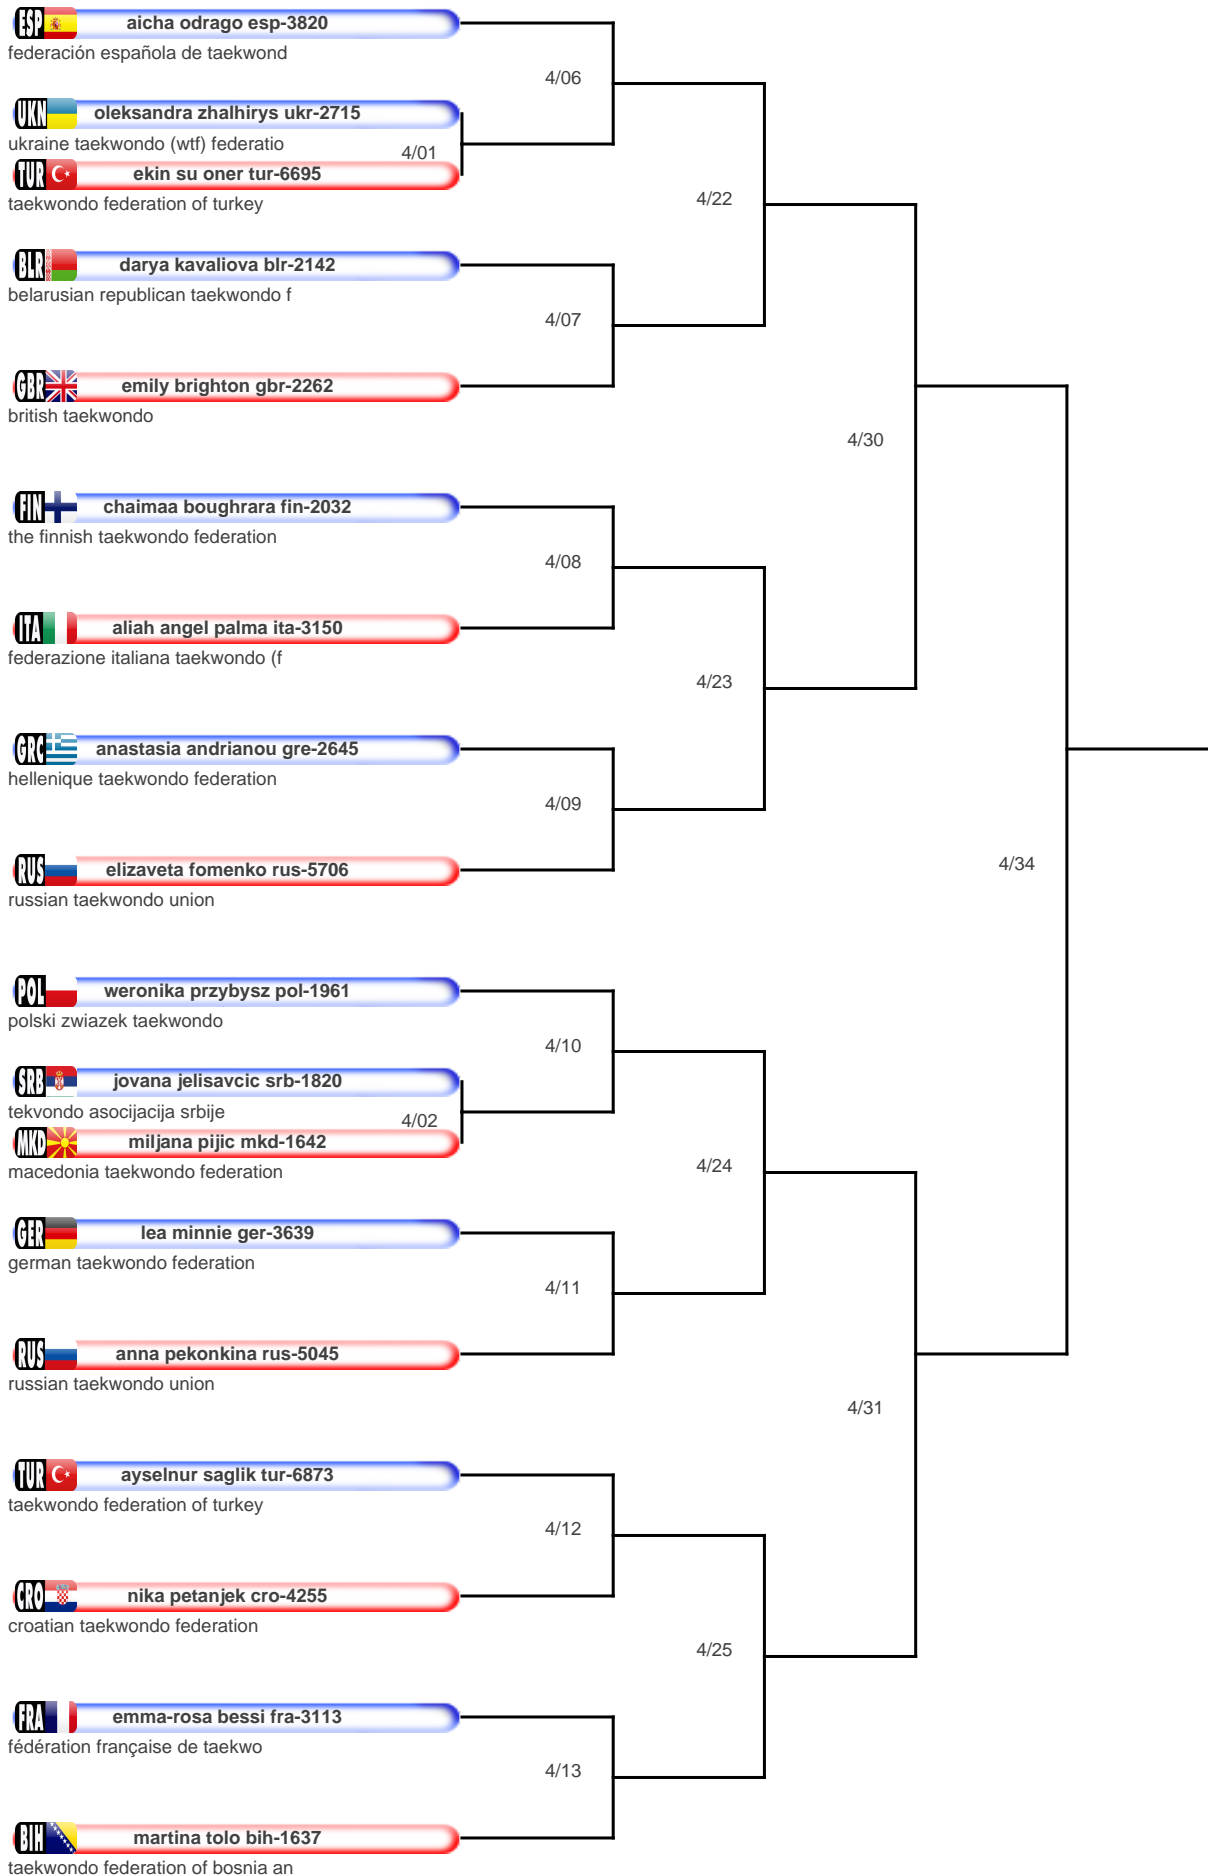 ESP aicha odrago esp-3820
federación española de taekwond
4/06
UKN oleksandra zhalhirys ukr-2715
ukraine taekwondo (wtf) federatio
4/01
TUR ekin su oner tur-6695
taekwondo federation of turkey
4/22
BLR darya kavaliova blr-2142
belarusian republican taekwondo f
4/07
GBR emily brighton gbr-2262
british taekwondo
4/30
FIN chaimaa boughrara fin-2032
the finnish taekwondo federation
4/08
ITA aliah angel palma ita-3150
federazione italiana taekwondo (f
4/23
GRC anastasia andrianou gre-2645
hellenique taekwondo federation
4/09
RUS elizaveta fomenko rus-5706
russian taekwondo union
4/34
POL weronika przybysz pol-1961
polski zwiazek taekwondo
4/10
SRB jovana jelisavcic srb-1820
tekvondo asocijacija srbije
4/02
MKD miljana pijic mkd-1642
macedonia taekwondo federation
4/24
GER lea minnie ger-3639
german taekwondo federation
4/11
RUS anna pekonkina rus-5045
russian taekwondo union
4/31
TUR ayselnur saglik tur-6873
taekwondo federation of turkey
4/12
CRO nika petanjek cro-4255
croatian taekwondo federation
4/25
FRA emma-rosa bessi fra-3113
fédération française de taekwo
4/13
BIH martina tolo bih-1637
taekwondo federation of bosnia an